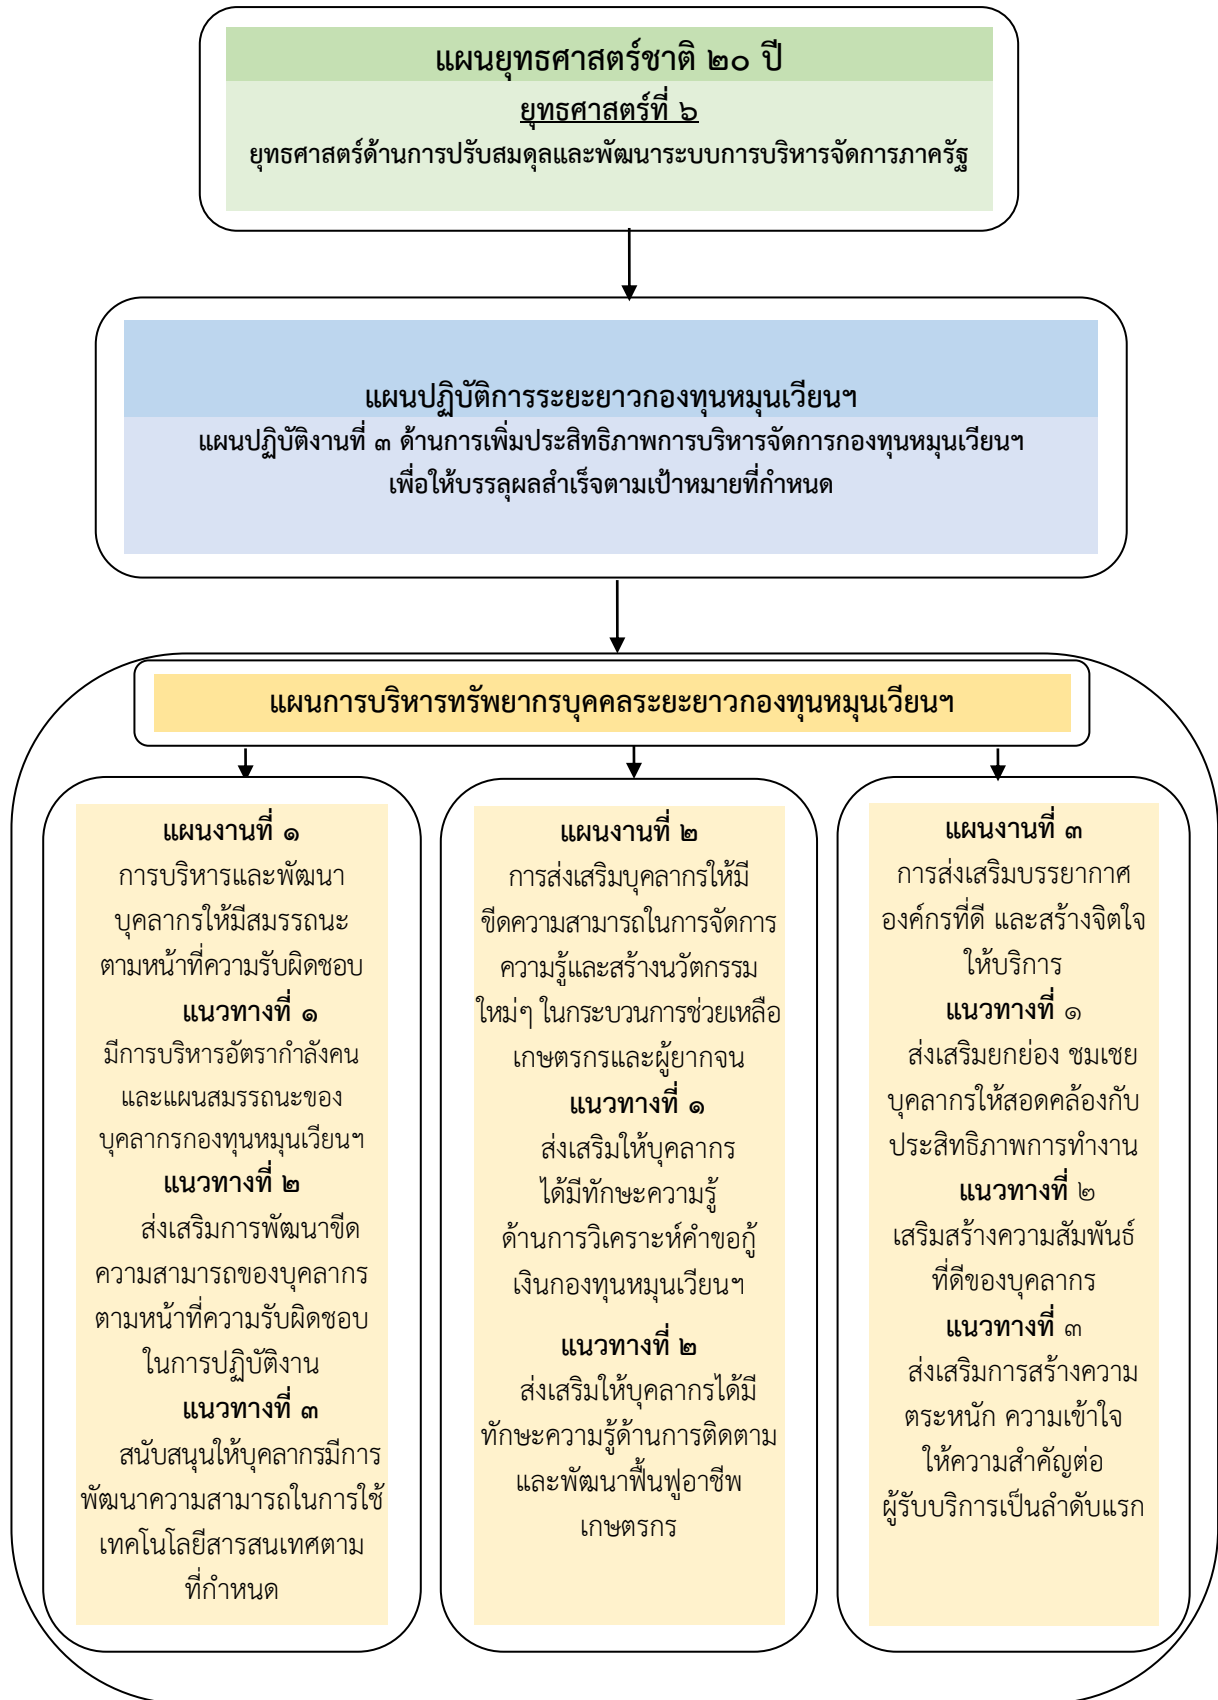 แผนยุทธศาสตร์ชาติ ๒๐ ปี
ยุทธศาสตร์ที่ ๖
ยุทธศาสตร์ด้านการปรับสมดุลและพัฒนาระบบการบริหารจัดการภาครัฐ
แผนปฏิบัติการระยะยาวกองทุนหมุนเวียนฯ
แผนปฏิบัติงานที่ ๓ ด้านการเพิ่มประสิทธิภาพการบริหารจัดการกองทุนหมุนเวียนฯ
เพื่อให้บรรลุผลสำเร็จตามเป้าหมายที่กำหนด
แผนการบริหารทรัพยากรบุคคลระยะยาวกองทุนหมุนเวียนฯ
แผนงานที่ ๑
การบริหารและพัฒนา
บุคลากรให้มีสมรรถนะ
ตามหน้าที่ความรับผิดชอบ
แนวทางที่ ๑
มีการบริหารอัตรากำลังคน
และแผนสมรรถนะของ
บุคลากรกองทุนหมุนเวียนฯ
แนวทางที่ ๒
ส่งเสริมการพัฒนาขีด
ความสามารถของบุคลากร
ตามหน้าที่ความรับผิดชอบ
ในการปฏิบัติงาน
แนวทางที่ ๓
สนับสนุนให้บุคลากรมีการ
พัฒนาความสามารถในการใช้
เทคโนโลยีสารสนเทศตาม
ที่กำหนด
แผนงานที่ ๒
การส่งเสริมบุคลากรให้มี
ขีดความสามารถในการจัดการ
ความรู้และสร้างนวัตกรรม
ใหม่ๆ ในกระบวนการช่วยเหลือ
เกษตรกรและผู้ยากจน
แนวทางที่ ๑
ส่งเสริมให้บุคลากร
ได้มีทักษะความรู้
ด้านการวิเคราะห์คำขอกู้
เงินกองทุนหมุนเวียนฯ
แนวทางที่ ๒
ส่งเสริมให้บุคลากรได้มี
ทักษะความรู้ด้านการติดตาม
และพัฒนาฟื้นฟูอาชีพ
เกษตรกร
แผนงานที่ ๓
การส่งเสริมบรรยากาศ
องค์กรที่ดี และสร้างจิตใจ
ให้บริการ
แนวทางที่ ๑
ส่งเสริมยกย่อง ชมเชย
บุคลากรให้สอดคล้องกับ
ประสิทธิภาพการทำงาน
แนวทางที่ ๒
เสริมสร้างความสัมพันธ์
ที่ดีของบุคลากร
แนวทางที่ ๓
ส่งเสริมการสร้างความ
ตระหนัก ความเข้าใจ
ให้ความสำคัญต่อ
ผู้รับบริการเป็นลำดับแรก